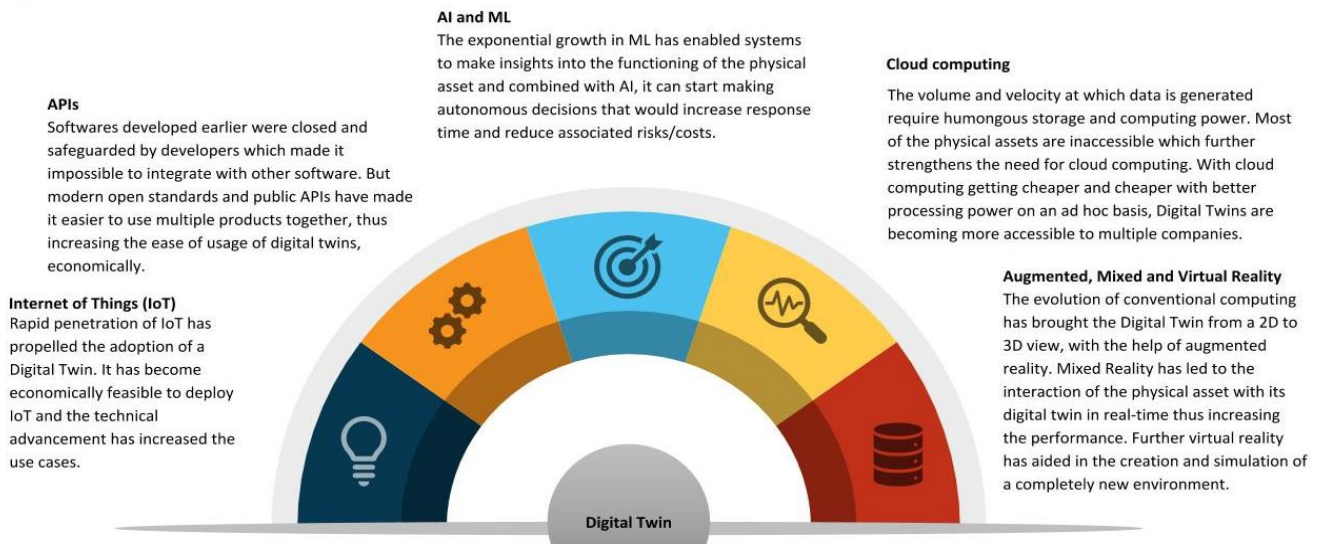 AI and ML
The exponential growth in ML has enabled systems
to make insights into the functioning of the physical
asset and combined with AI, it can start making
autonomous decisions that would increase response
time and reduce associated risks/costs.
Cloud computing
The volume and velocity at which data is generated
require humongous storage and computing power. Most
of the physical assets are inaccessible which further
strengthens the need for cloud computing. With cloud
computing getting cheaper and cheaper with better
processing power on an ad hoc basis, Digital Twins are
becoming more accessible to multiple companies.
APIs
Softwares developed earlier were closed and
safeguarded by developers which made it
impossible to integrate with other software. But
modern open standards and public APIs have made
it easier to use multiple products together, thus
increasing the ease of usage of digital twins,
economically.
Internet of Things (IoT)
Rapid penetration of IoT has
propelled the adoption of a
Digital Twin. It has become
economically feasible to deploy
IoT and the technical
advancement has increased the
use cases.
Augmented, Mixed and Virtual Reality
The evolution of conventional computing
has brought the Digital Twin from a 2D to
3D view, with the help of augmented
reality. Mixed Reality has led to the
interaction of the physical asset with its
digital twin in real-time thus increasing
the performance. Further virtual reality
has aided in the creation and simulation of
a completely new environment.
Digital Twin